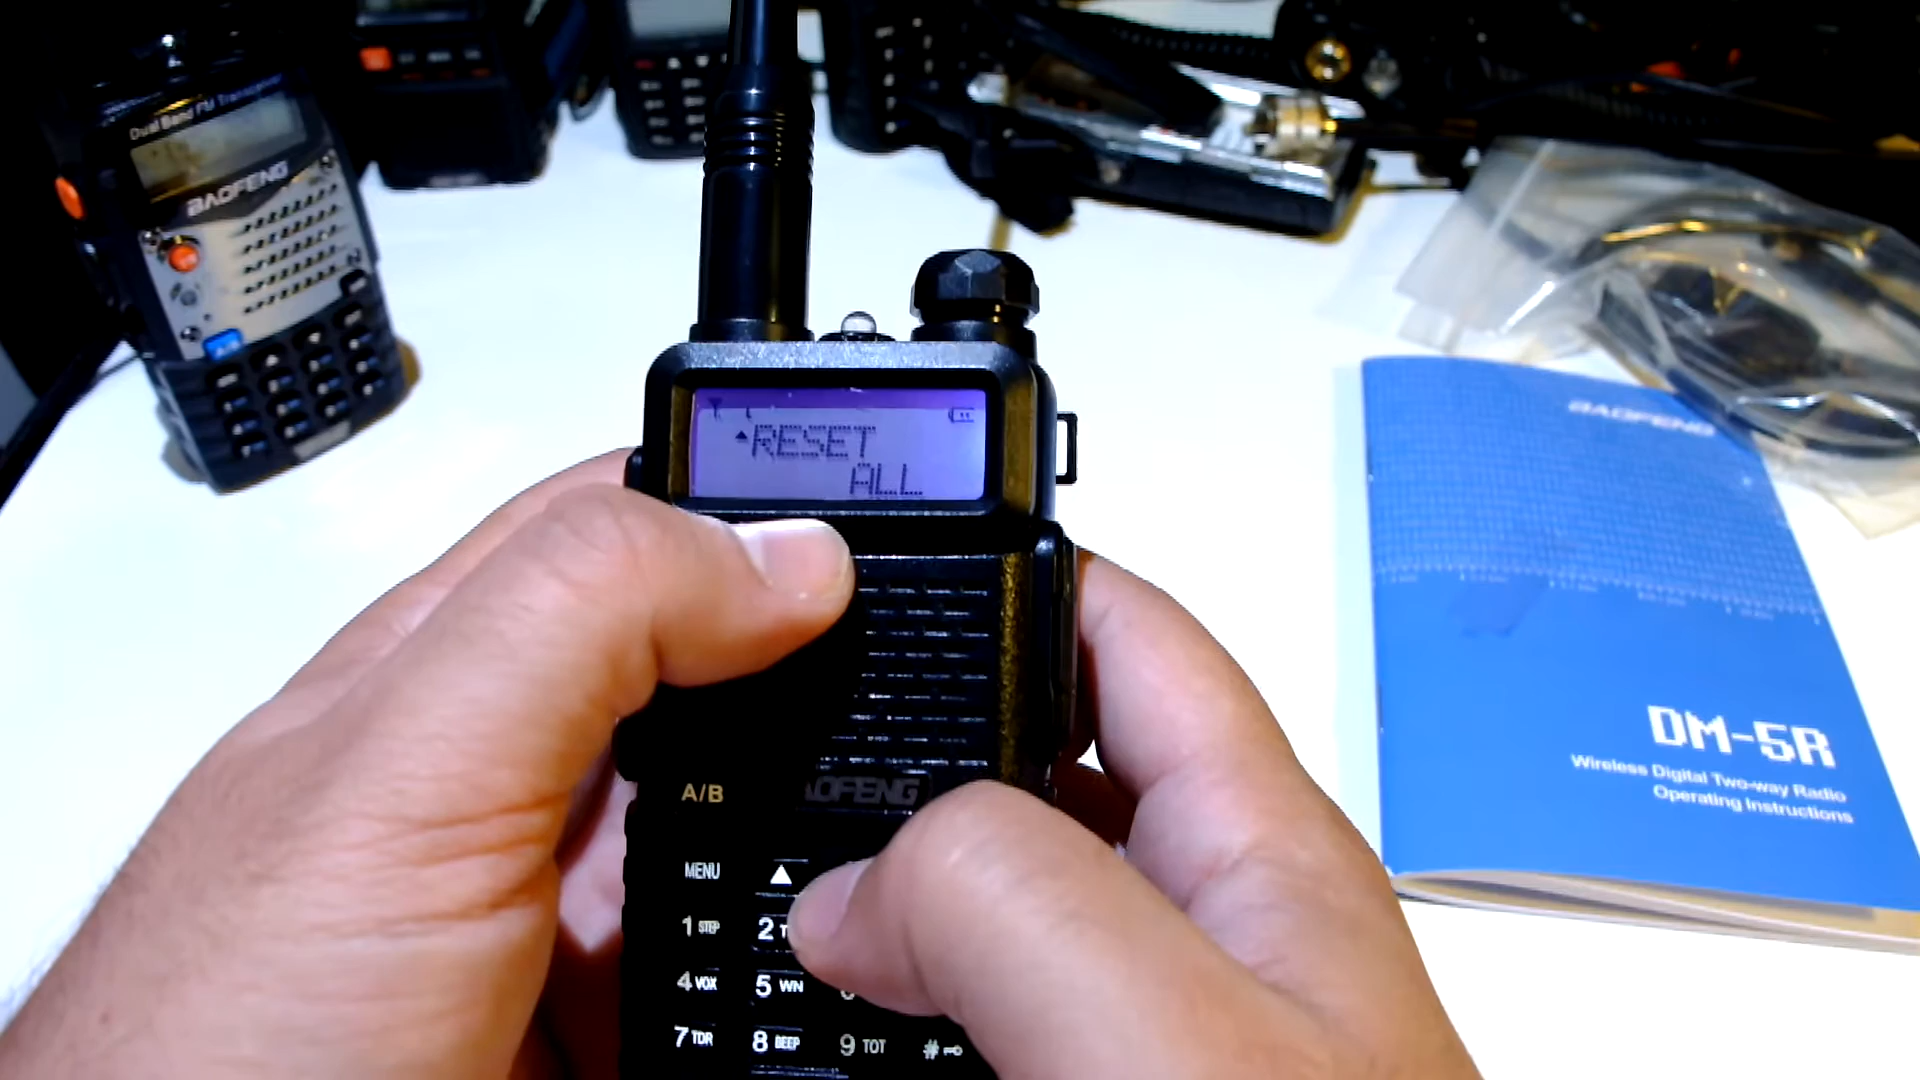 Dual Band FM Transceiver
BAOFENG
RESET
ALL
BAOFENG
DM-5R
Wireless Digital Two-way Radio
Operating Instructions
A/B
AOFENG
MENU
1 STEP
2 T
4 VOX
5 WN
7 TDR
8 BEEP
9 TOT
#